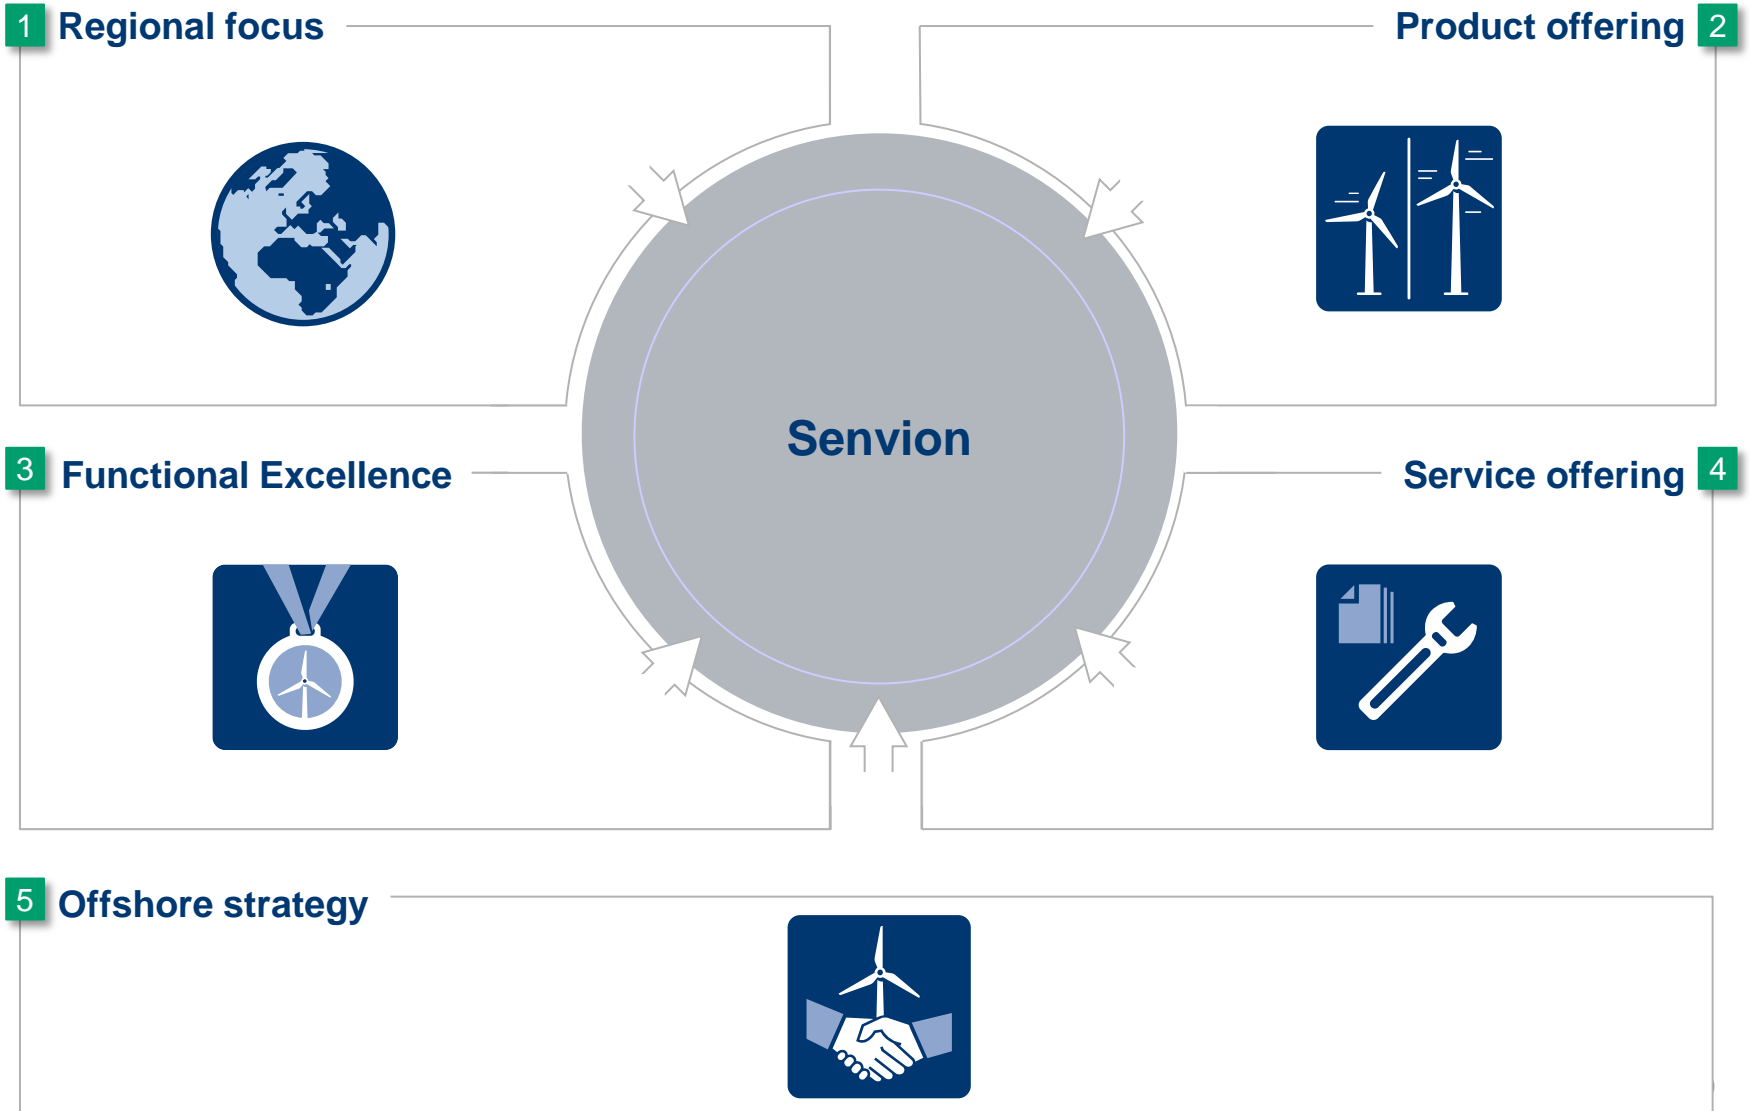 1 Regional focus
Product offering 2
Senvion
3 Functional Excellence
Service offering 4
5 Offshore strategy